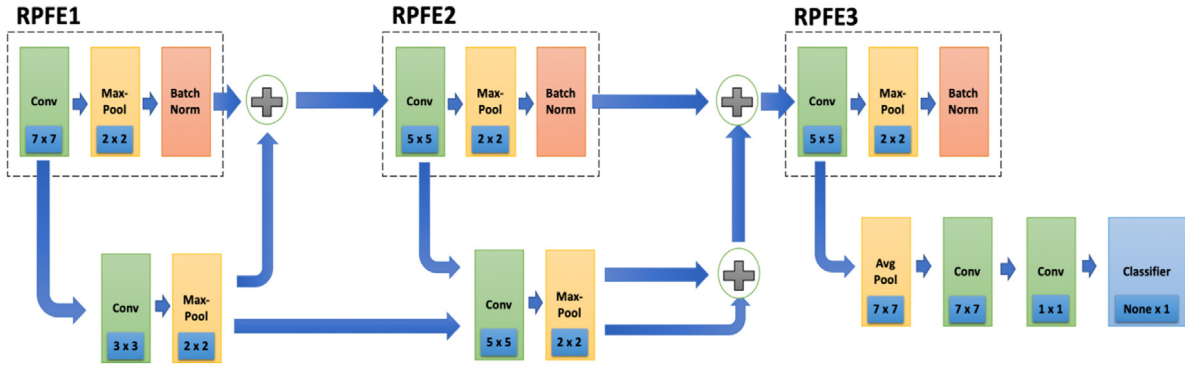 RPFE1
RPFE2
RPFE3
Conv
7 x 7
Max-
Pool
2 x 2
Batch
Norm
Conv
5 x 5
Max-
Pool
2 x 2
Batch
Norm
Conv
5 x 5
Max-
Pool
2 x 2
Batch
Norm
Conv
3 x 3
Max-
Pool
2 x 2
Conv
5 x 5
Max-
Pool
2 x 2
Avg
Pool
7 x 7
Conv
7 x 7
Conv
1 x 1
Classifier
None x 1